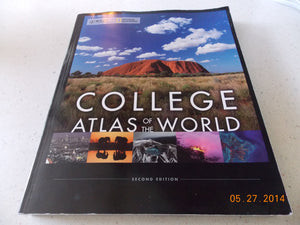 COLLEGE
ATLAS OF THE WORLD
SECOND EDITION
05.27.2014